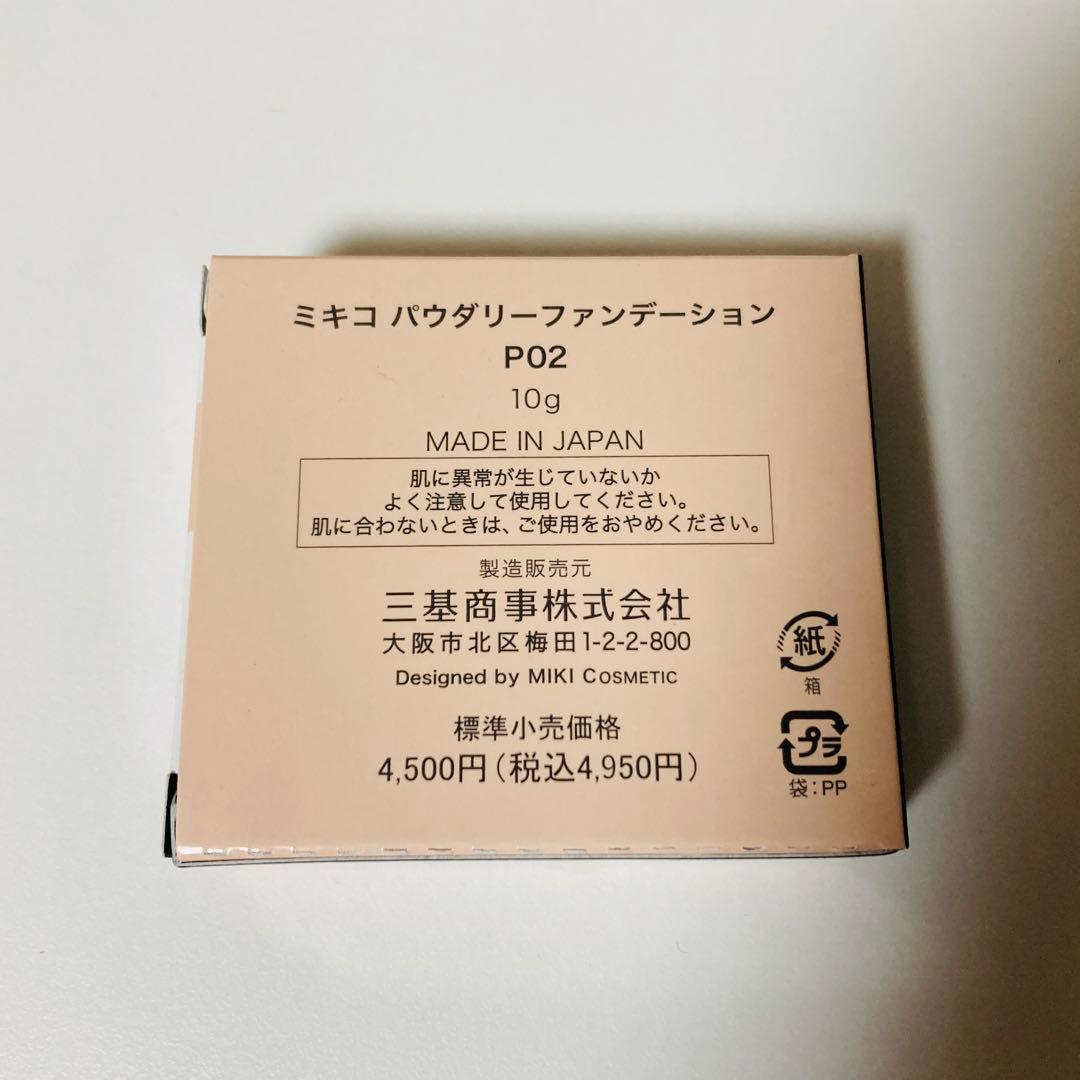 ミキコ パウダリーファンデーション
P02
10g
MADE IN JAPAN
肌に異常が生じていないか
よく注意して使用してください。
肌に合わないときは、ご使用をおやめください。
製造販売元
三基商事株式会社
大阪市北区梅田1-2-2-800
Designed by MIKI COSMETIC
標準小売価格
4,500円(税込4,950円)
紙
箱
プラ
袋:PP